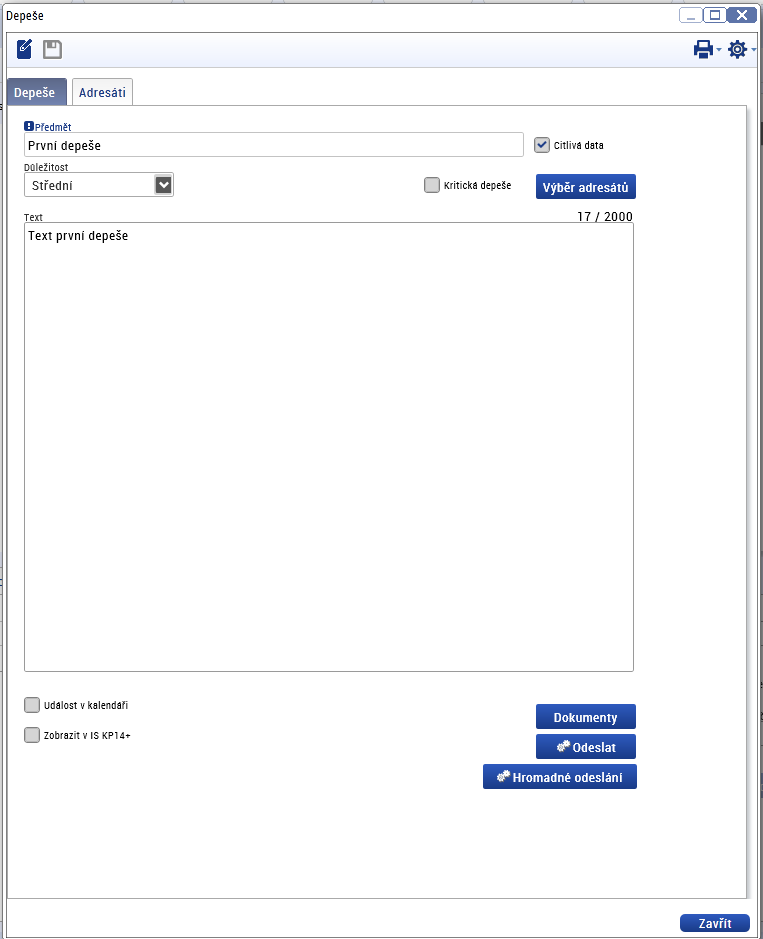 Depeše
Depeše
Adresáti
Předmět
První depeše
Citlivá data
Důležitost
Střední
Kritická depeše
Výběr adresátů
Text
17 / 2000
Text první depeše
Událost v kalendáři
Zobrazit v IS KP14+
Dokumenty
Odeslat
Hromadné odeslání
Zavřít